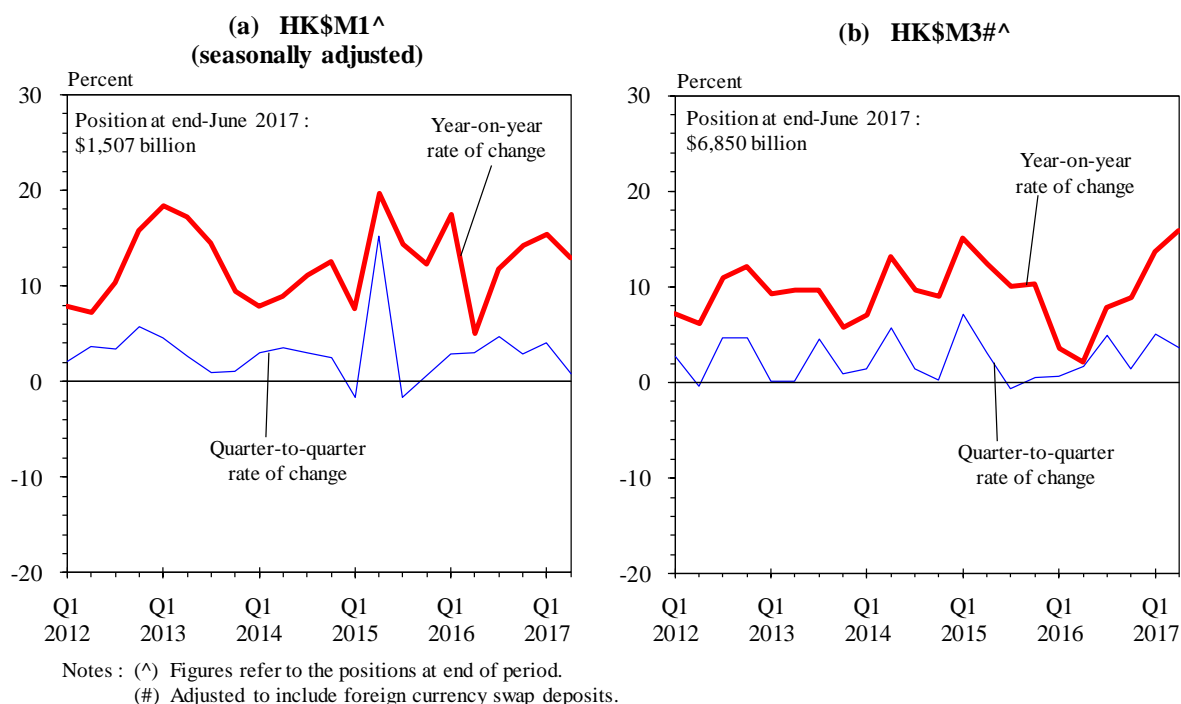 (a) HK$M1^
(seasonally adjusted)
Percent
30
20
10
0
-10
-20
Position at end-June 2017 :
$1,507 billion
Year-on-year
rate of change
Quarter-to-quarter
rate of change
Q1 Q1 Q1 Q1 Q1 Q1
2012 2013 2014 2015 2016 2017
(b) HK$M3#^
Percent
30
20
10
0
-10
-20
Position at end-June 2017 :
$6,850 billion
Year-on-year
rate of change
Quarter-to-quarter
rate of change
Q1 Q1 Q1 Q1 Q1 Q1
2012 2013 2014 2015 2016 2017
Notes : (^) Figures refer to the positions at end of period.
(#) Adjusted to include foreign currency swap deposits.